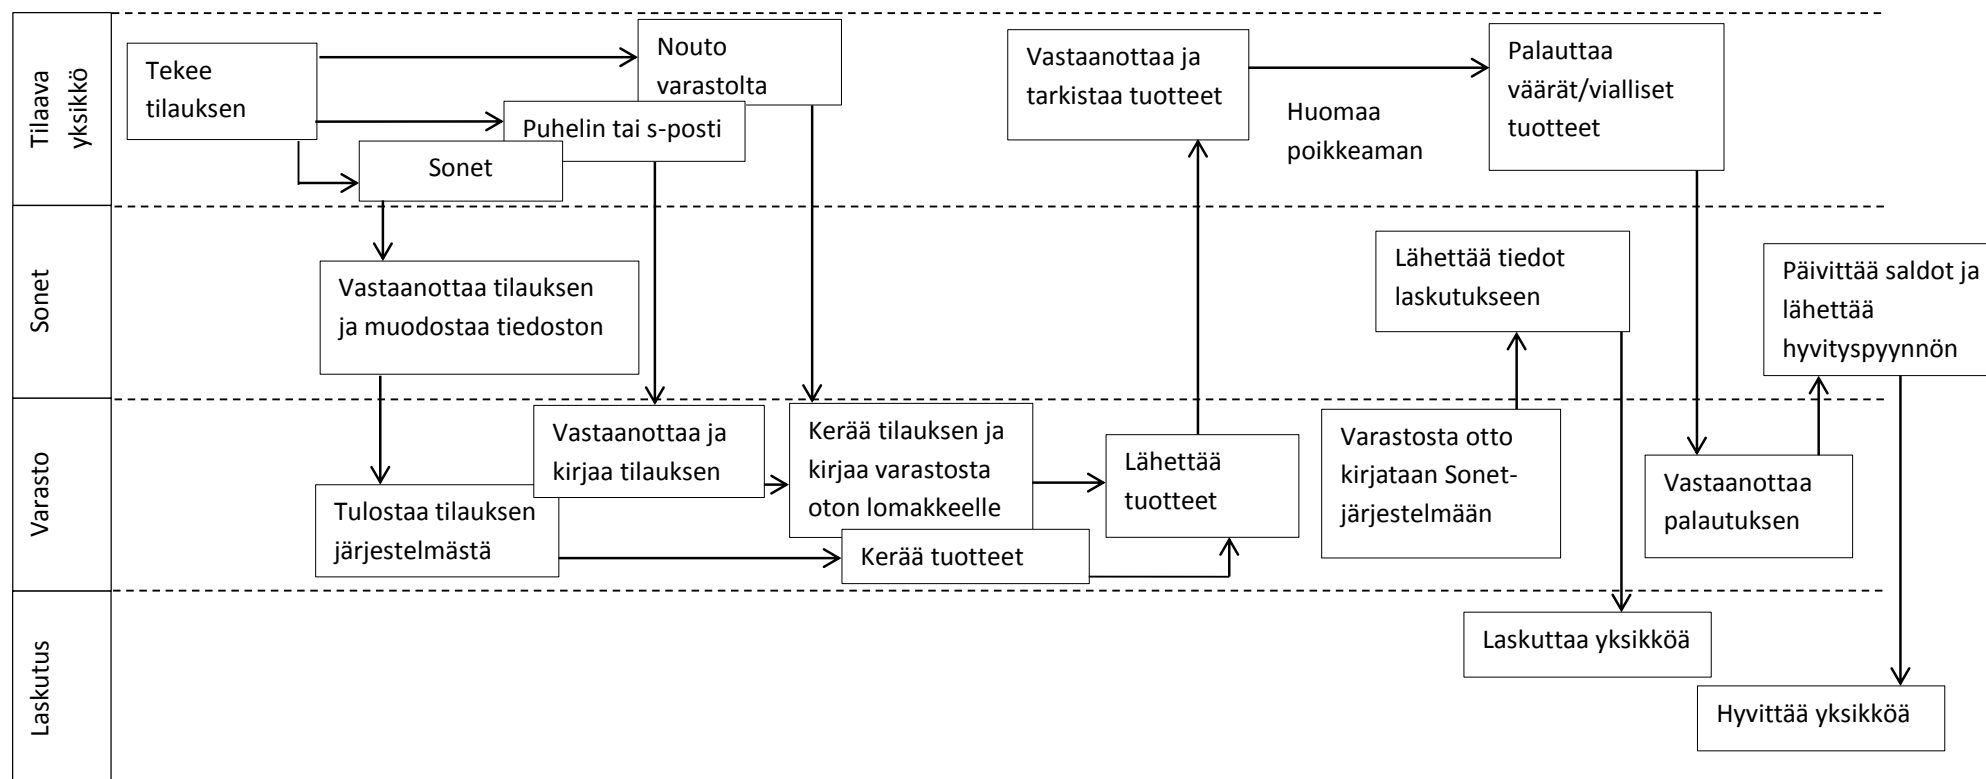 Tilaava
yksikkö
Tekee
tilauksen
Nouto
varastolta
Puhelin tai s-posti
Sonet
Vastaanottaa ja
tarkistaa tuotteet
Huomaa
poikkeaman
Palauttaa
väärät/vialliset
tuotteet
Sonet
Vastaanottaa tilauksen
ja muodostaa tiedoston
Lähettää tiedot
laskutukseen
Päivittää saldot ja
lähettää
hyvityspyynnön
Varasto
Tulostaa tilauksen
järjestelmästä
Vastaanottaa ja
kirjaa tilauksen
Kerää tilauksen ja
kirjaa varastosta
oton lomakkeelle
Kerää tuotteet
Lähettää
tuotteet
Varastosta otto
kirjataan Sonet-
järjestelmään
Vastaanottaa
palautuksen
Laskutus
Laskuttaa yksikköä
Hyvittää yksikköä